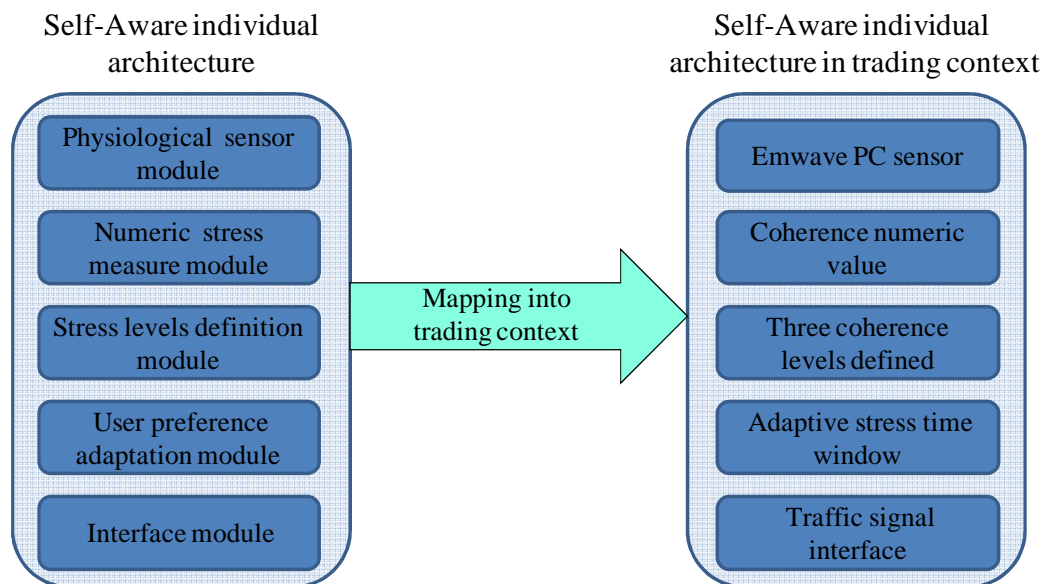 Self-Aware individual
architecture
Physiological sensor
module
Numeric stress
measure module
Stress levels definition
module
User preference
adaptation module
Interface module
Mapping into
trading context
Self-Aware individual
architecture in trading context
Emwave PC sensor
Coherence numeric
value
Three coherence
levels defined
Adaptive stress time
window
Traffic signal
interface